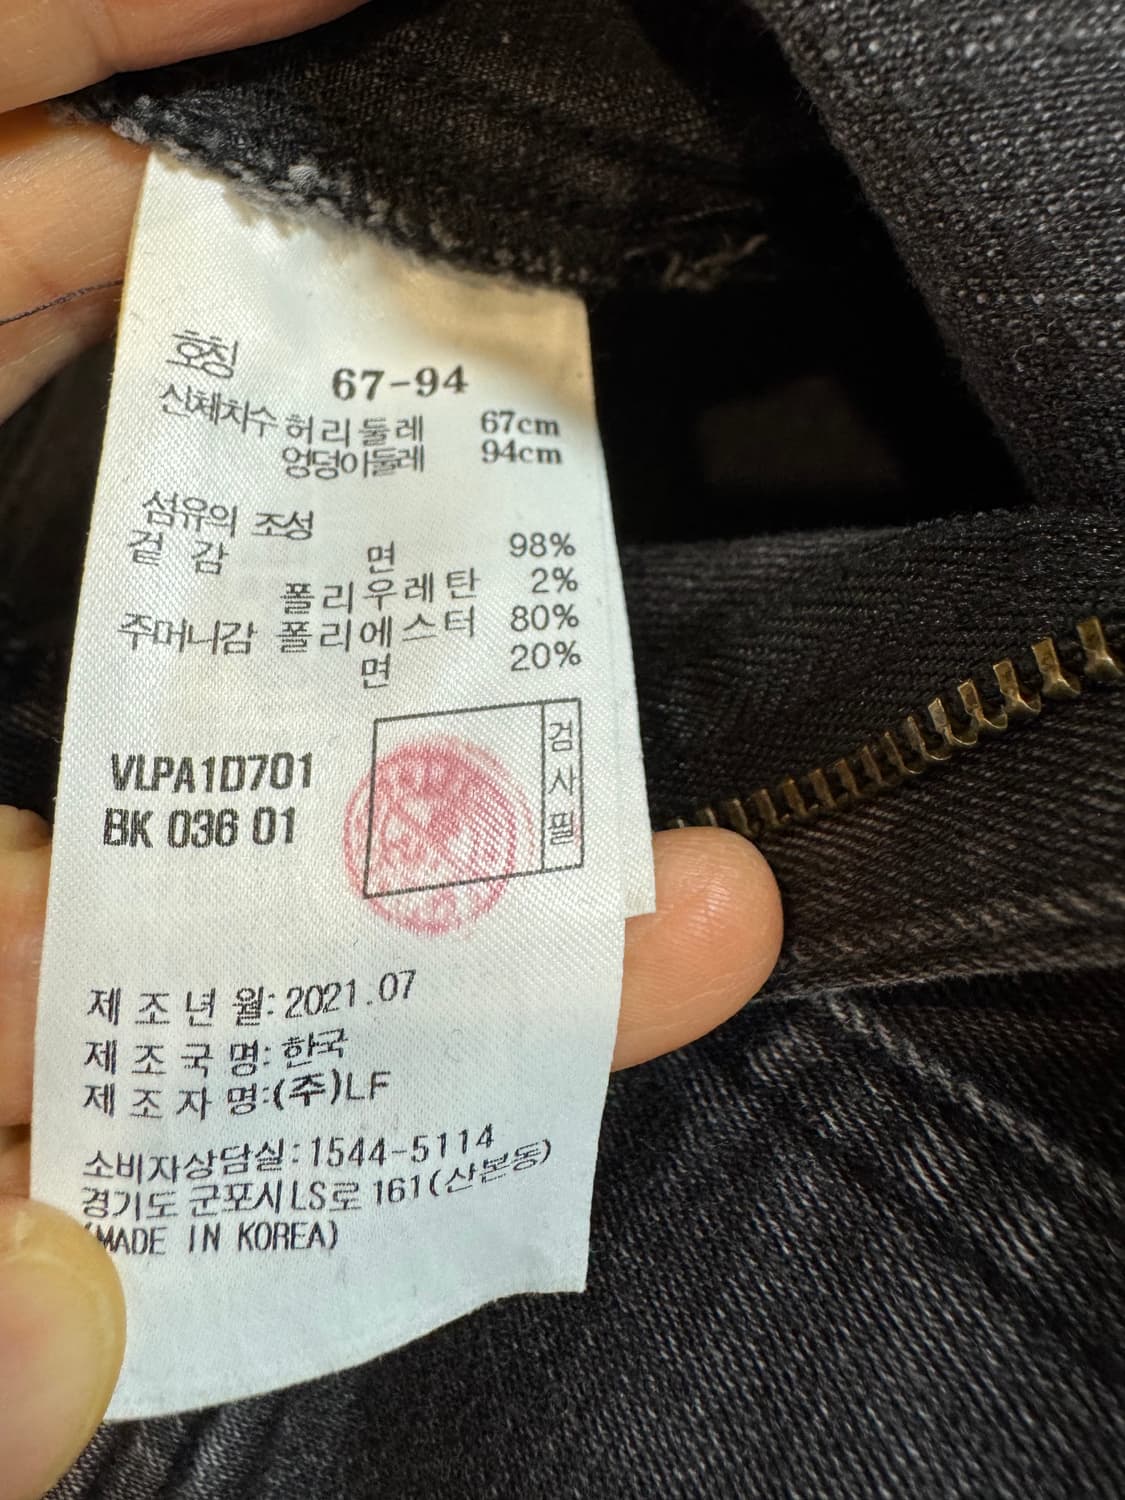 호칭 67-94
신체치수 허리둘레 67cm
엉덩이둘레 94cm
섬유의 조성
겉 감 면 98%
폴리우레탄 2%
주머니감 폴리에스터 80%
면 20%
검사필
VLPA1D701
BK 036 01
제 조 년 월: 2021.07
제 조 국 명: 한국
제 조 자 명:(주)LF
소비자상담실:1544-5114
경기도 군포시 LS로 161(산본동)
(MADE IN KOREA)